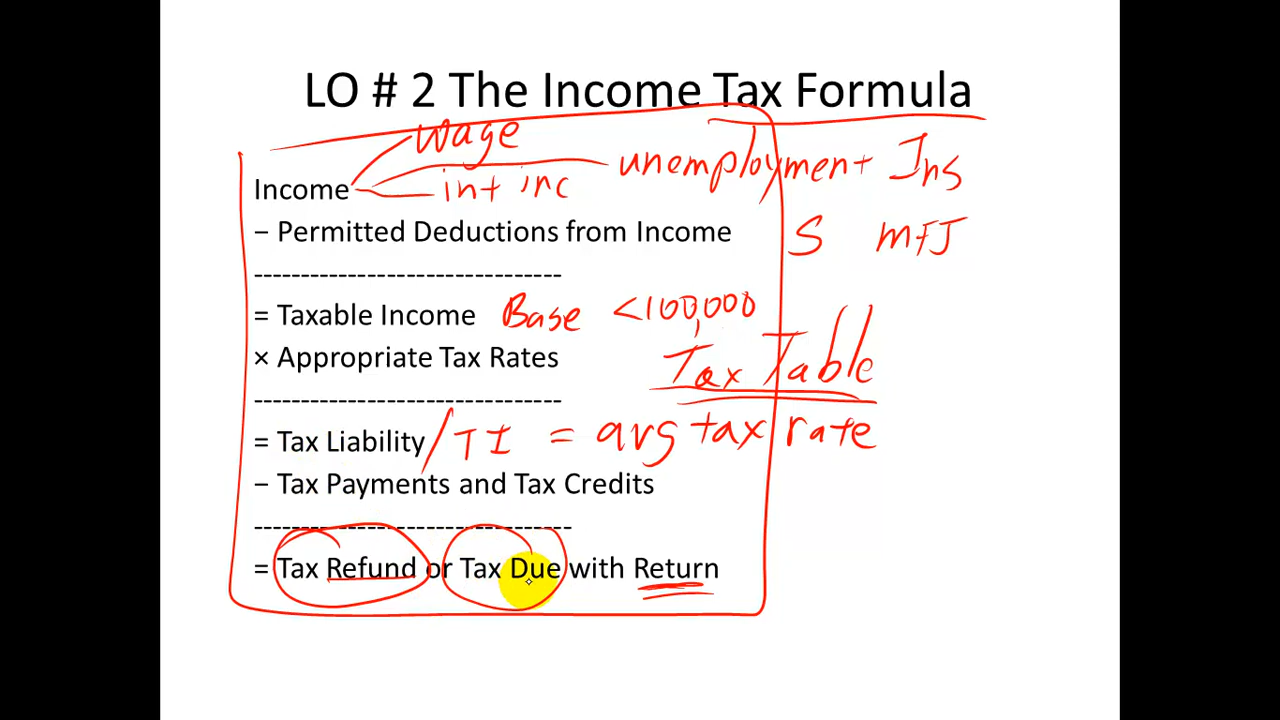 LO # 2 The Income Tax Formula
wage
unemployment Ins
Income
int inc
− Permitted Deductions from Income
S MFJ
-------------------------------
= Taxable Income Base <100,000
× Appropriate Tax Rates
Tax Table
-------------------------------
= Tax Liability /TI = avg tax rate
− Tax Payments and Tax Credits
--------------------------------
= Tax Refund or Tax Due with Return